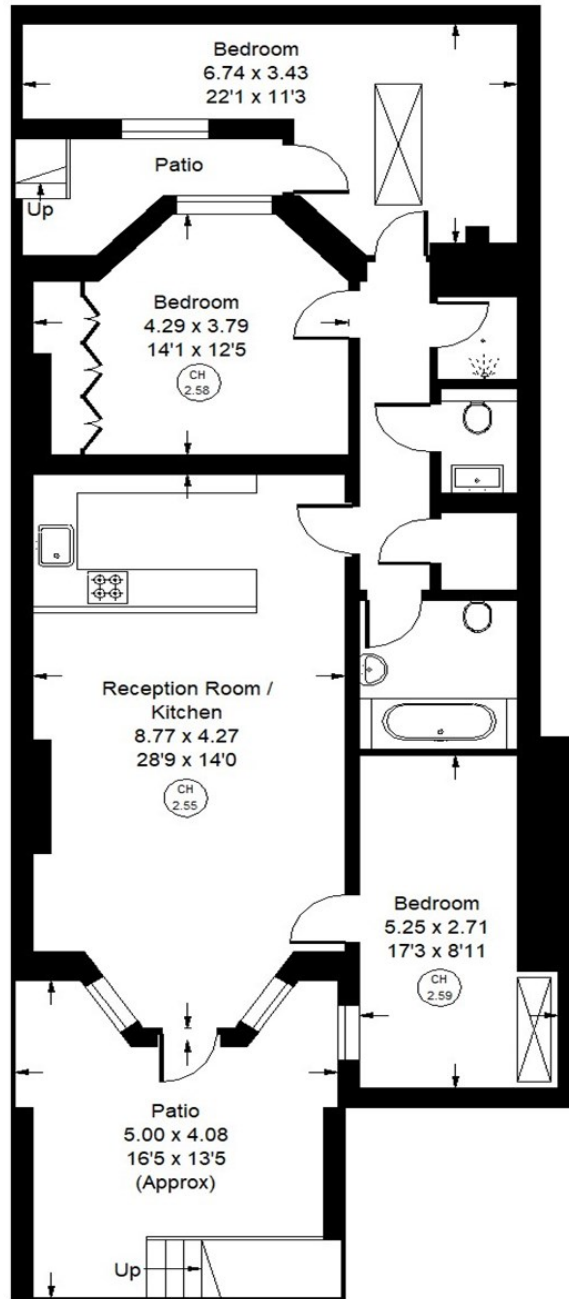 Bedroom
6.74 x 3.43
22'1 x 11'3
Patio
Up
Bedroom
4.29 x 3.79
14'1 x 12'5
CH
2.58
Reception Room /
Kitchen
8.77 x 4.27
28'9 x 14'0
CH
2.55
Bedroom
5.25 x 2.71
17'3 x 8'11
CH
2.59
Patio
5.00 x 4.08
16'5 x 13'5
(Approx)
Up